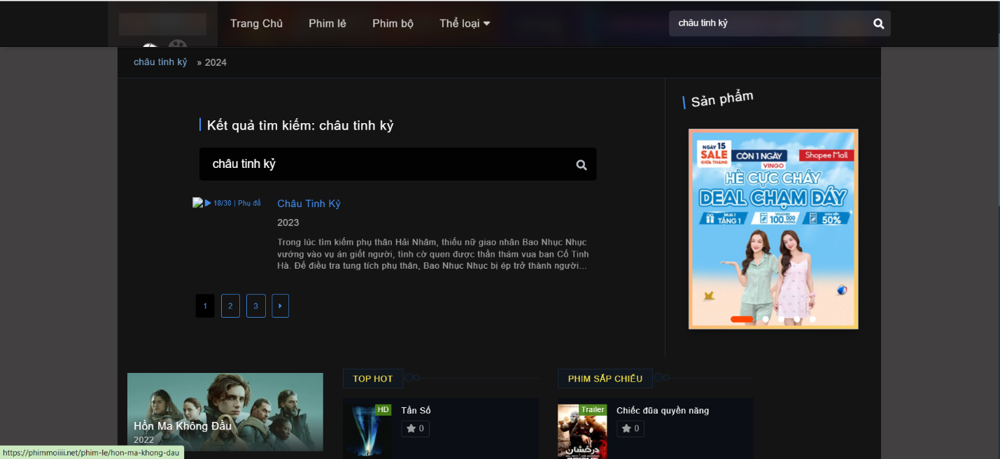 Trang Chủ Phim lẻ Phim bộ Thể loại
châu tinh kỷ
châu tinh kỷ » 2024
Kết quả tìm kiếm: châu tinh kỷ
châu tinh kỷ
18/30 | Phụ đề
Châu Tinh Kỷ
2023
Trong lúc tìm kiếm phụ thân Hải Nhâm, thiếu nữ giao nhân Bao Nhục Nhục
vướng vào vụ án giết người, tình cờ quen được thần thám vua ban Cố Tinh
Hà. Để điều tra tung tích phụ thân, Bao Nhục Nhục bị ép trở thành người...
1 2 3
Sản phẩm
NGÀY 15
SALE
GIỮA THÁNG
CÒN 1 NGÀY
Shopee Mall
VINGO
HÈ CỰC CHÁY
DEAL CHẠM ĐÁY
MUA 1
TẶNG 1
VOUCHER
100.000
GIẢM ĐẾN
50%
Hồn Ma Không Đầu
2022
TOP HOT
HD
Tần Số
0
PHIM SẮP CHIẾU
Trailer
Chiếc đũa quyền năng
0
درخشان
https://phimmoiiii.net/phim-le/hon-ma-khong-dau